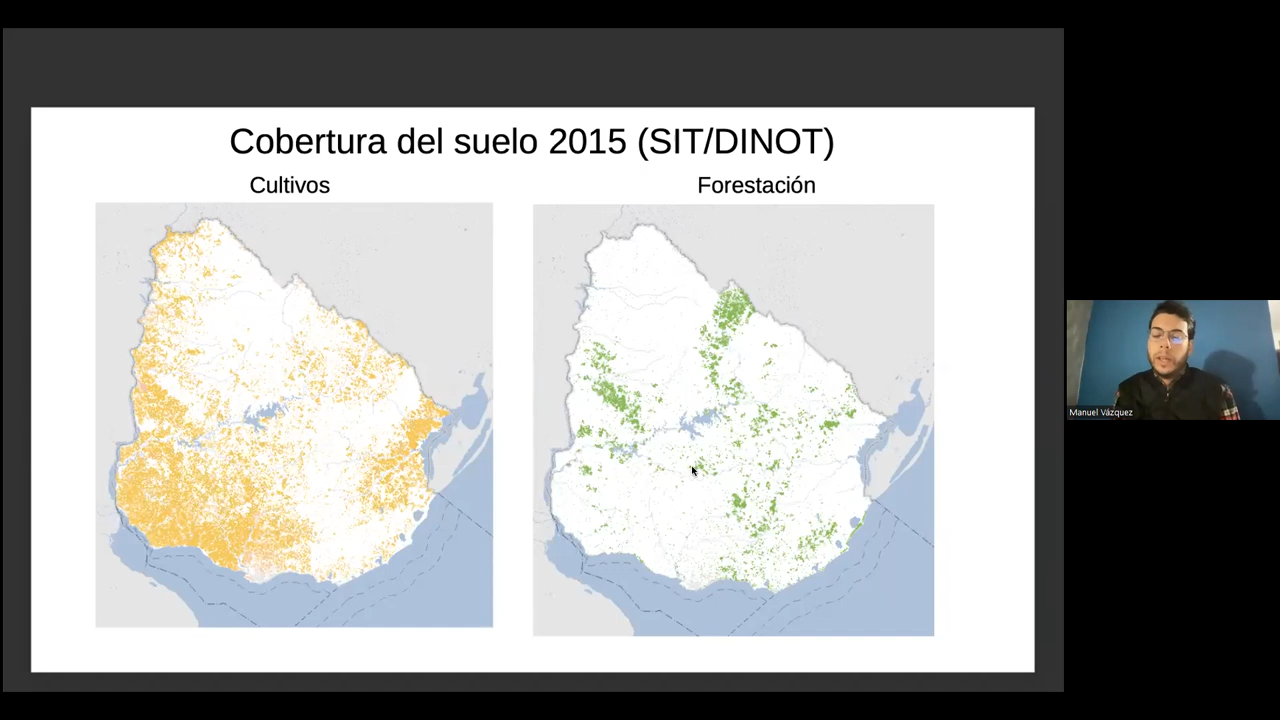 Cobertura del suelo 2015 (SIT/DINOT)
Cultivos
Forestación
Manuel Vázquez